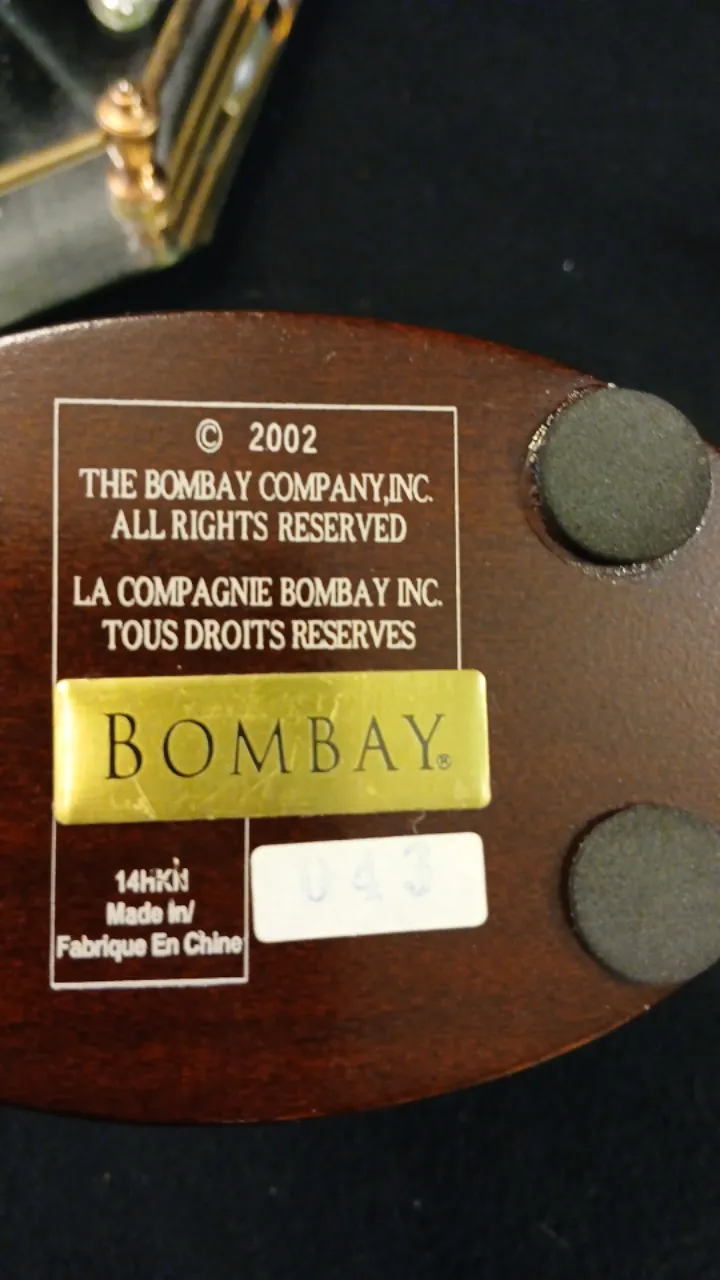 © 2002
THE BOMBAY COMPANY,INC.
ALL RIGHTS RESERVED
LA COMPAGNIE BOMBAY INC.
TOUS DROITS RESERVES
BOMBAY®
14HKN
Made In/
Fabrique En Chine
043